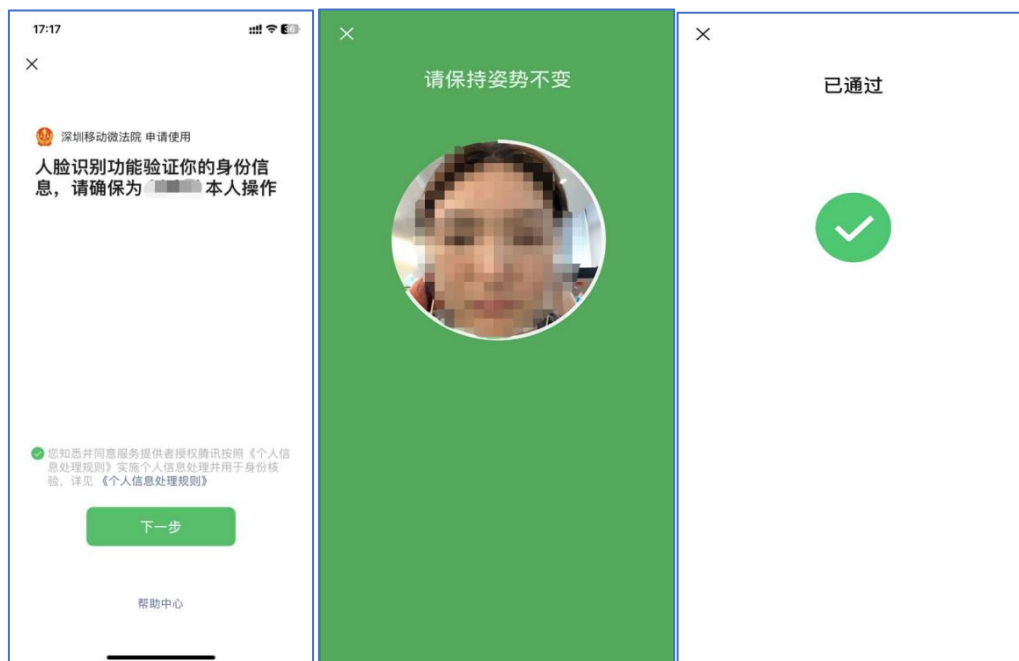 17:17
深圳移动微法院 申请使用
人脸识别功能验证你的身份信
息，请确保为 本人操作
您知悉并同意服务提供者授权腾讯按照《个人信
息处理规则》实施个人信息处理并用于身份核
验，详见《个人信息处理规则》
下一步
帮助中心
请保持姿势不变
已通过